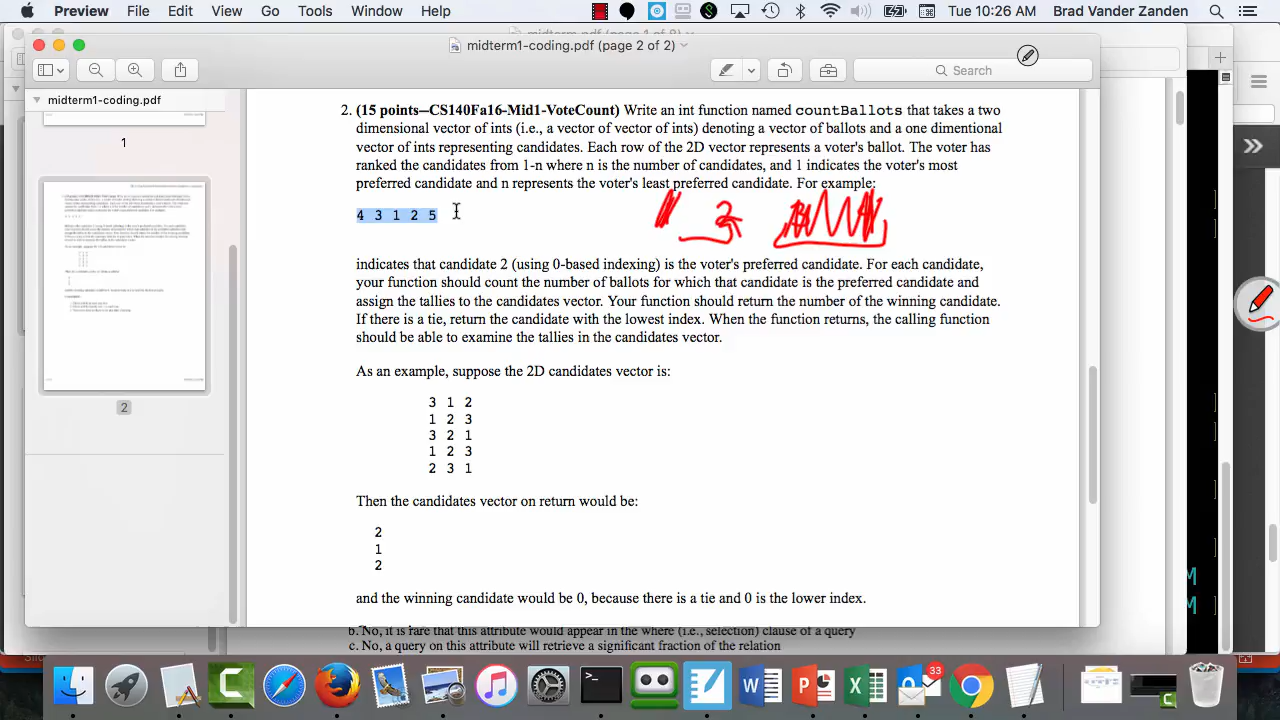 Preview File Edit View Go Tools Window Help Tue 10:26 AM Brad Vander Zanden
midterm1-coding.pdf (page 2 of 2)
Search
midterm1-coding.pdf
1
2
2. (15 points--CS140Fa16-Mid1-VoteCount) Write an int function named countBallots that takes a two
dimensional vector of ints (i.e., a vector of vector of ints) denoting a vector of ballots and a one dimentional
vector of ints representing candidates. Each row of the 2D vector represents a voter's ballot. The voter has
ranked the candidates from 1-n where n is the number of candidates, and 1 indicates the voter's most
preferred candidate and n represents the voter's least preferred candidate. For example:
4 3 1 2 5
indicates that candidate 2 (using 0-based indexing) is the voter's preferred candidate. For each candidate,
your function should count the number of ballots for which that candidate is the preferred candidate and
assign the tallies to the candidates vector. Your function should return the number of the winning candidate.
If there is a tie, return the candidate with the lowest index. When the function returns, the calling function
should be able to examine the tallies in the candidates vector.
As an example, suppose the 2D candidates vector is:
3 1 2
1 2 3
3 2 1
1 2 3
2 3 1
Then the candidates vector on return would be:
2
1
2
and the winning candidate would be 0, because there is a tie and 0 is the lower index.
b. No, it is rare that this attribute would appear in the where (i.e., selection) clause of a query
c. No, a query on this attribute will retrieve a significant fraction of the relation
M
M
33